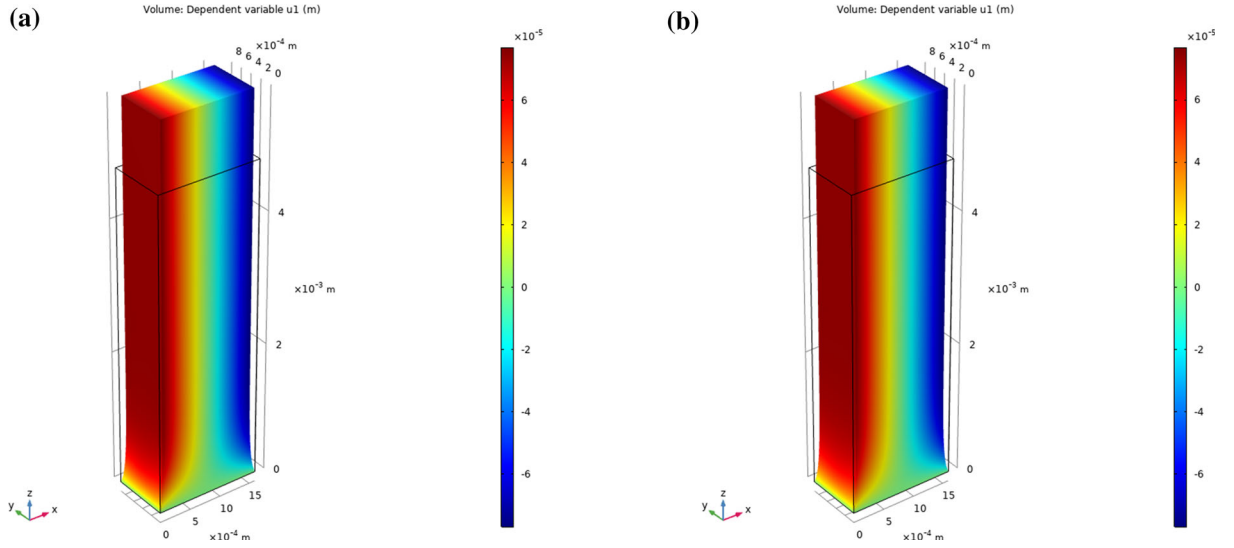 (a)
Volume: Dependent variable u1 (m)
×10⁻⁴ m
8 6 4 2 0
×10⁻⁵
6
4
2
0
-2
-4
-6
4
×10⁻³ m
2
0
15
10
5
0
×10⁻⁴ m
z
y
x
(b)
Volume: Dependent variable u1 (m)
×10⁻⁴ m
8 6 4 2 0
×10⁻⁵
6
4
2
0
-2
-4
-6
4
×10⁻³ m
2
0
15
10
5
0
×10⁻⁴ m
z
y
x